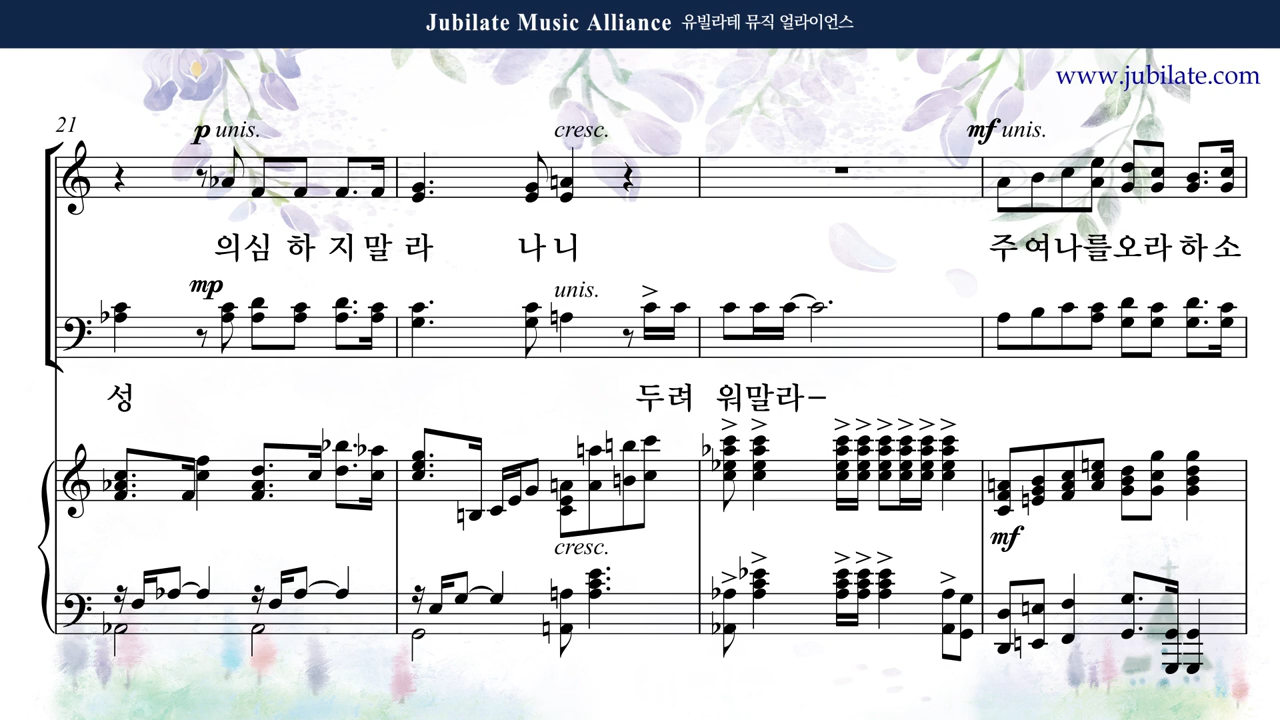 Jubilate Music Alliance 유빌라테 뮤직 얼라이언스
www.jubilate.com
21
p unis. cresc. mf unis.
의심 하 지 말 라 나 니 주 여 나 를 오 라 하 소
mp unis.
성 두 려 워 말 라 –
cresc. mf